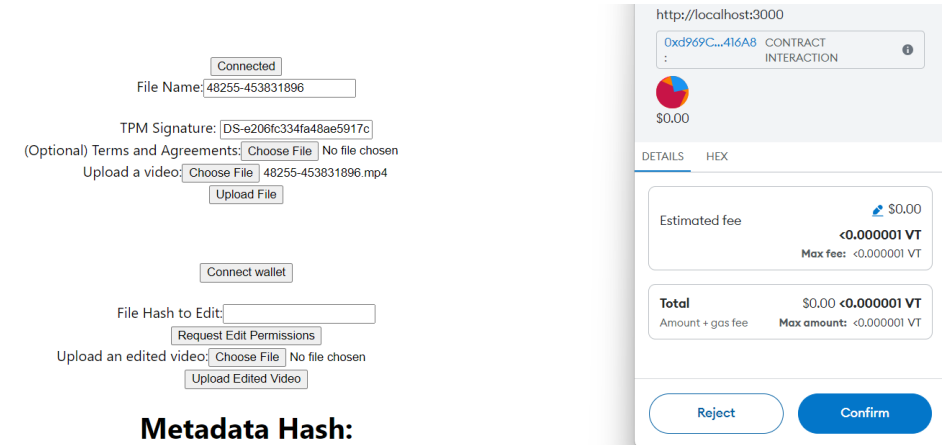 Connected
File Name: 48255-453831896
TPM Signature: DS-e206fc334fa48ae5917c
(Optional) Terms and Agreements: Choose File No file chosen
Upload a video: Choose File 48255-453831896.mp4
Upload File
Connect wallet
File Hash to Edit:
Request Edit Permissions
Upload an edited video: Choose File No file chosen
Upload Edited Video
Metadata Hash:
http://localhost:3000
0xd969C...416A8 CONTRACT
: INTERACTION
$0.00
DETAILS HEX
$0.00
Estimated fee
<0.000001 VT
Max fee: <0.000001 VT
Total $0.00 <0.000001 VT
Amount + gas fee Max amount: <0.000001 VT
Reject Confirm